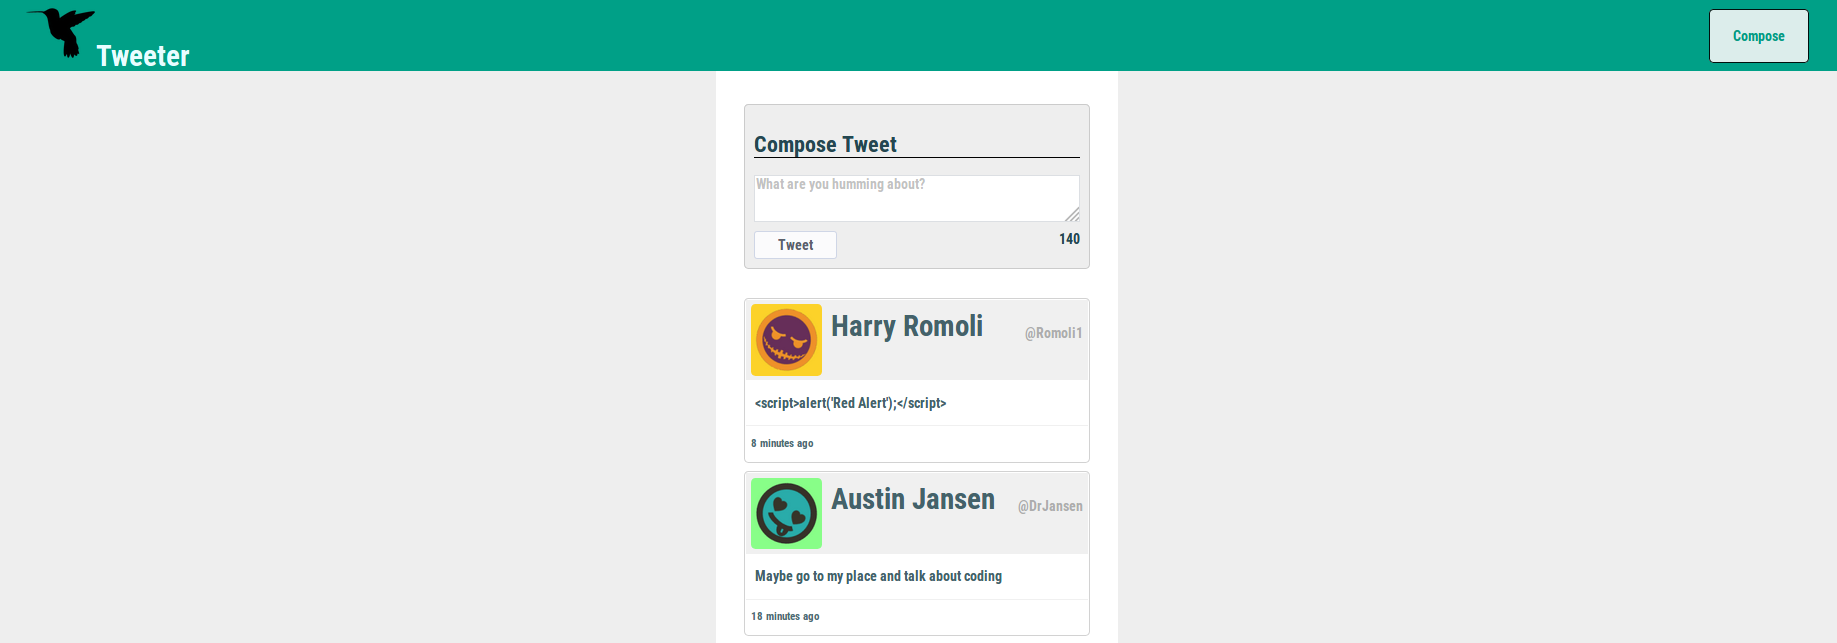 Tweeter
Compose
Compose Tweet
What are you humming about?
Tweet
140
Harry Romoli
@Romoli1
<script>alert('Red Alert');</script>
8 minutes ago
Austin Jansen
@DrJansen
Maybe go to my place and talk about coding
18 minutes ago